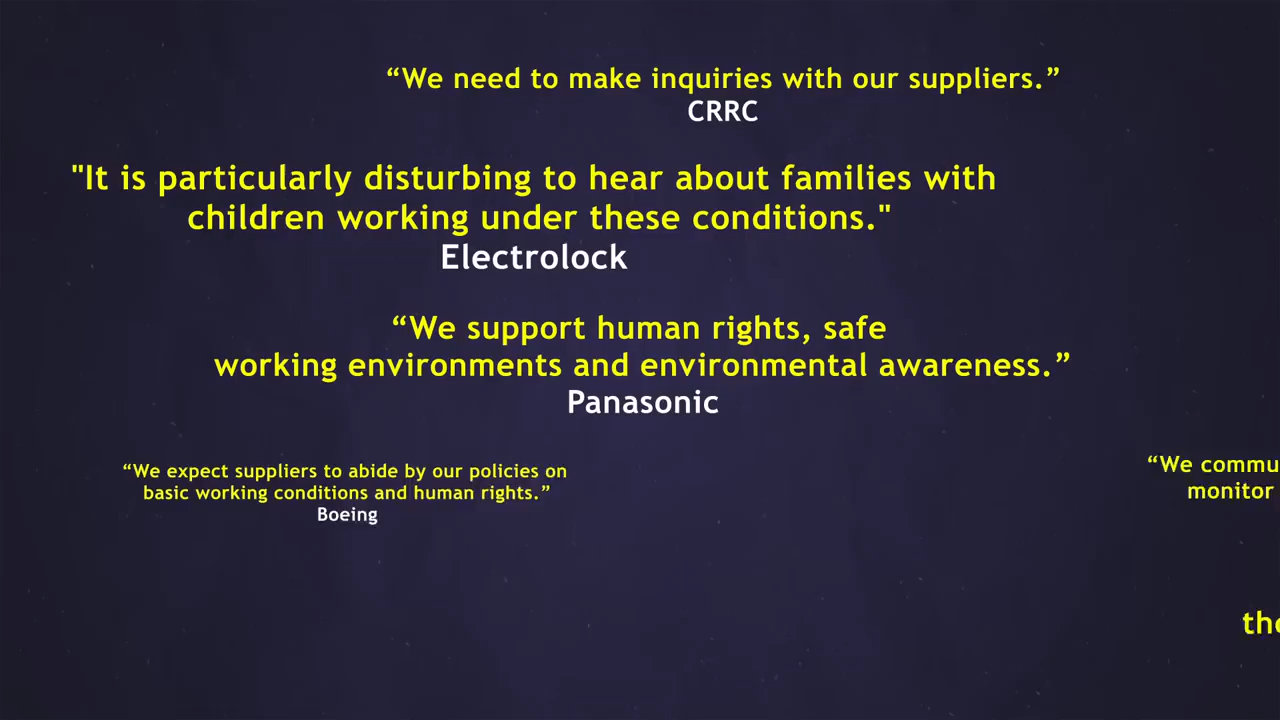 “We need to make inquiries with our suppliers.”
CRRC
"It is particularly disturbing to hear about families with
children working under these conditions."
Electrolock
“We support human rights, safe
working environments and environmental awareness.”
Panasonic
“We expect suppliers to abide by our policies on
basic working conditions and human rights.”
Boeing
“We
monitor